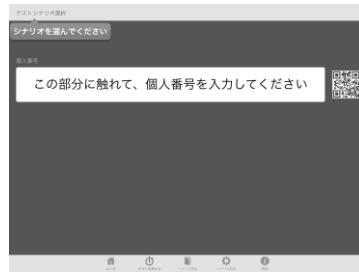 テストシナリオ選択
シナリオを選んでください
個人番号
この部分に触れて、個人番号を入力してください